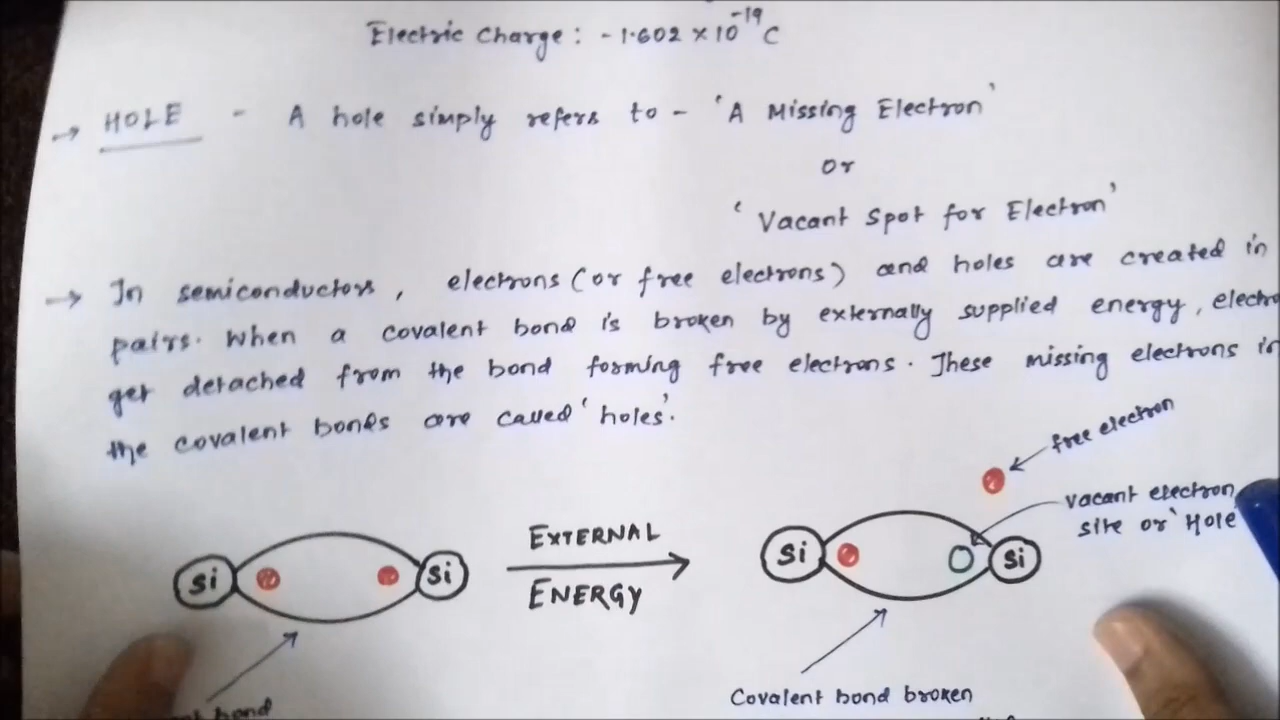 Electric Charge : - 1.602 × 10⁻¹⁹ C
→ HOLE - A hole simply refers to - 'A Missing Electron'
or
'Vacant Spot for Electron'
→ In semiconductors, electrons (or free electrons) and holes are created in
pairs. When a covalent bond is broken by externally supplied energy, electro
get detached from the bond forming free electrons. These missing electrons in
the covalent bonds are called 'holes'.
free electron
vacant electron
site or 'Hole
Si Si
EXTERNAL
ENERGY
Si Si
bond
Covalent bond broken